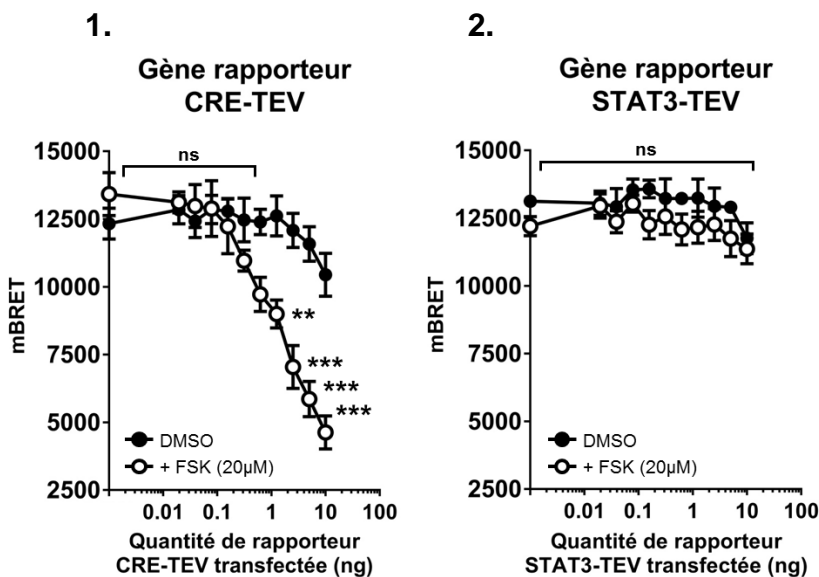 1.
Gène rapporteur
CRE-TEV
ns
15000
12500
10000
7500
5000
2500
mBRET
**
***
***
***
DMSO
+ FSK (20µM)
0.01 0.1 1 10 100
Quantité de rapporteur
CRE-TEV transfectée (ng)
2.
Gène rapporteur
STAT3-TEV
ns
15000
12500
10000
7500
5000
2500
mBRET
DMSO
+ FSK (20µM)
0.01 0.1 1 10 100
Quantité de rapporteur
STAT3-TEV transfectée (ng)